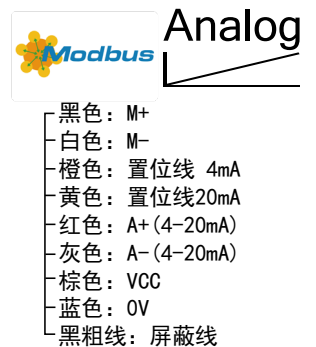 Modbus
Analog
黑色：M+
白色：M-
橙色：置位线 4mA
黄色：置位线20mA
红色：A+(4-20mA)
灰色：A-(4-20mA)
棕色：VCC
蓝色：0V
黑粗线：屏蔽线